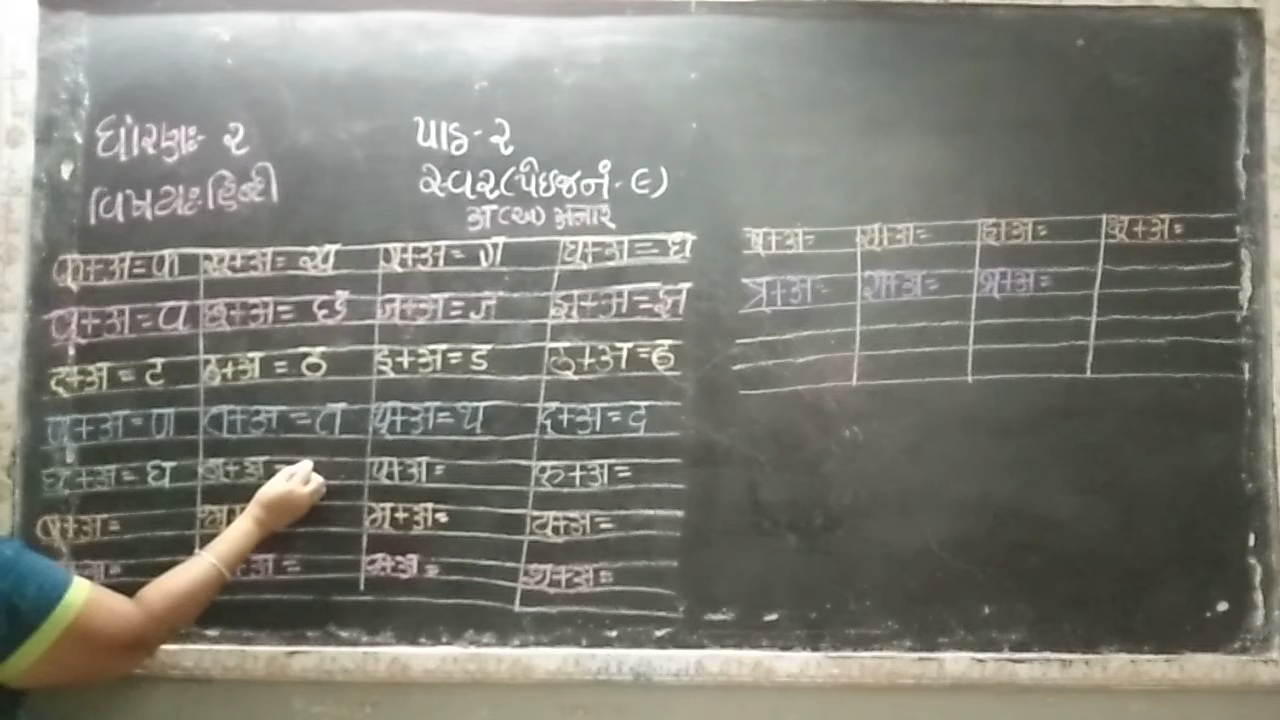 ધોરણઃ- ૨
વિષયઃ- હિન્દી
પાઠ-૨
સ્વર(પેઇજનં-૯)
अ(અ) अनार
क्+अ=क ख्+अ=ख ग्+अ=ग घ्+अ=घ
च्+अ=च छ्+अ=छ ज्+अ=ज झ्+अ=झ
ट्+अ=ट ठ्+अ=ठ ड्+अ=ड ढ्+अ=ढ
ण्+अ=ण त्+अ=त थ्+अ=थ द्+अ=द
ध्+अ=ध न्+अ= प्+अ= फ्+अ=
ब्+अ= म्+अ= य्+अ=
+अ= +अ= +अ= श्+अ=
ष्+अ= स्+अ= ह्+अ= क्ष्+अ=
त्र्+अ= ज्ञ्+अ= श्र्+अ=